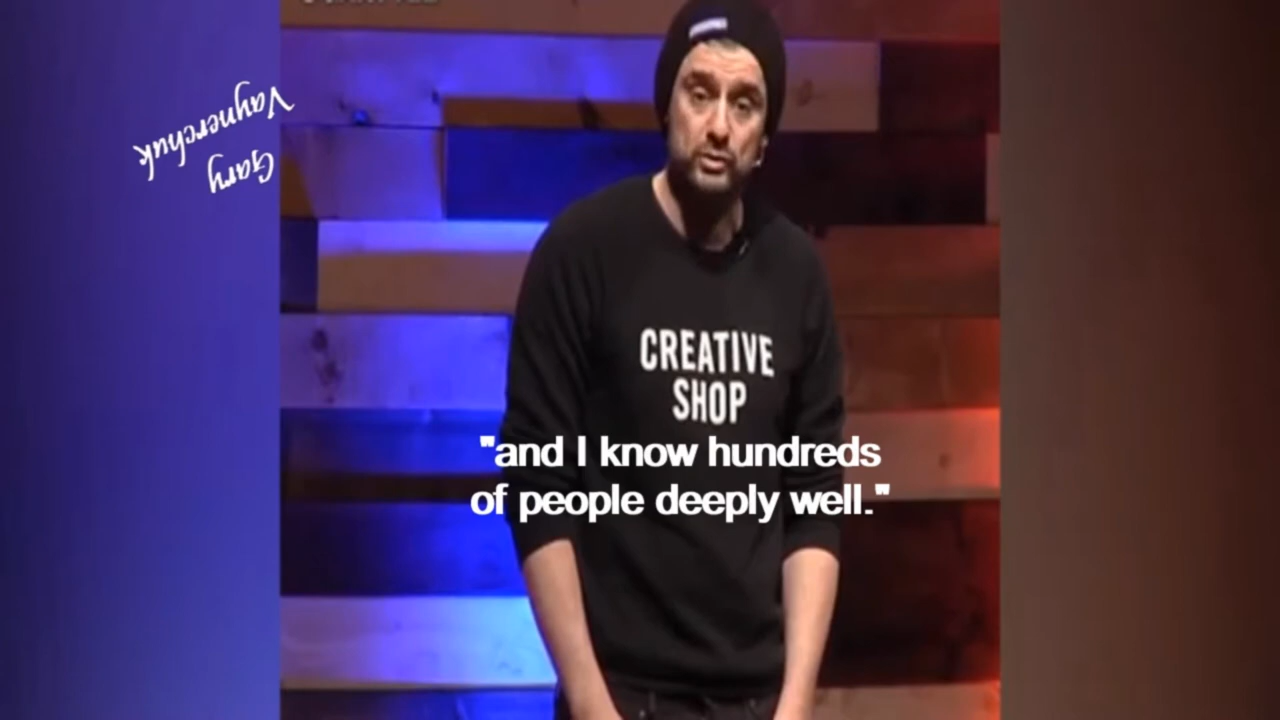 Gary
Vaynerchuk
CREATIVE
SHOP
"and I know hundreds
of people deeply well."